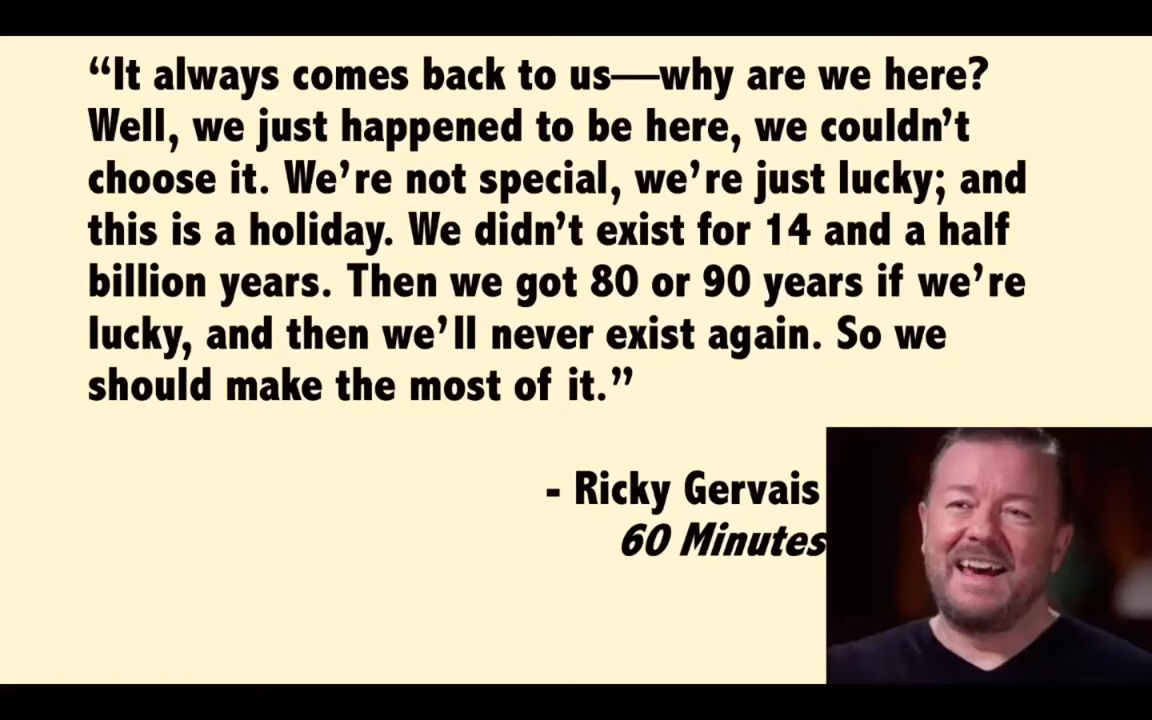 “It always comes back to us—why are we here?
Well, we just happened to be here, we couldn’t
choose it. We’re not special, we’re just lucky; and
this is a holiday. We didn’t exist for 14 and a half
billion years. Then we got 80 or 90 years if we’re
lucky, and then we’ll never exist again. So we
should make the most of it.”
- Ricky Gervais
60 Minutes